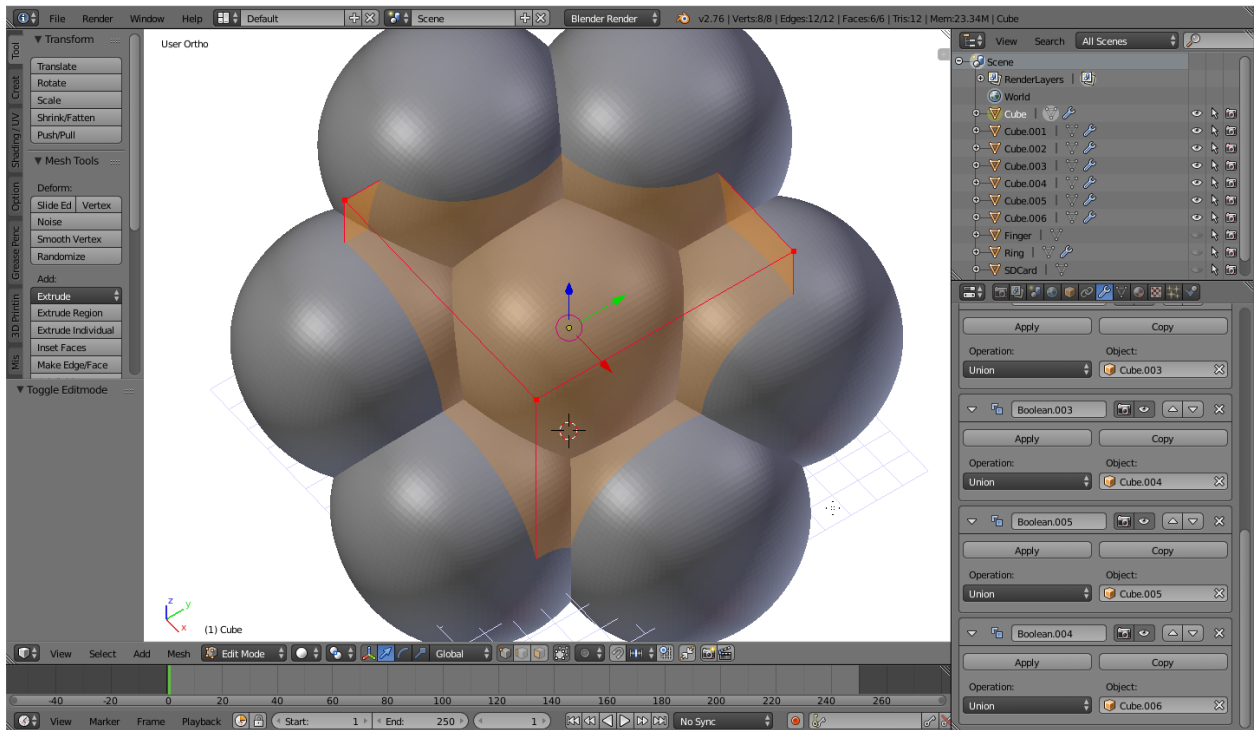 File Render Window Help Default Scene Blender Render v2.76 | Verts:8/8 | Edges:12/12 | Faces:6/6 | Tris:12 | Mem:23.34M | Cube
Tool
Creat
Shading / UV
Option
Grease Penc
3D Printin
Mis
Transform
Translate
Rotate
Scale
Shrink/Fatten
Push/Pull
Mesh Tools
Deform:
Slide Ed Vertex
Noise
Smooth Vertex
Randomize
Add:
Extrude
Extrude Region
Extrude Individual
Inset Faces
Make Edge/Face
Toggle Editmode
User Ortho
z
y
x
(1) Cube
View Select Add Mesh Edit Mode Global
-40 -20 0 20 40 60 80 100 120 140 160 180 200 220 240 260
View Marker Frame Playback Start: 1 End: 250 1 No Sync
View Search All Scenes
Scene
RenderLayers |
World
Cube |
Cube.001 |
Cube.002 |
Cube.003 |
Cube.004 |
Cube.005 |
Cube.006 |
Finger |
Ring |
SDCard |
Apply Copy
Operation: Object:
Union Cube.003
Boolean.003
Apply Copy
Operation: Object:
Union Cube.004
Boolean.005
Apply Copy
Operation: Object:
Union Cube.005
Boolean.004
Apply Copy
Operation: Object:
Union Cube.006